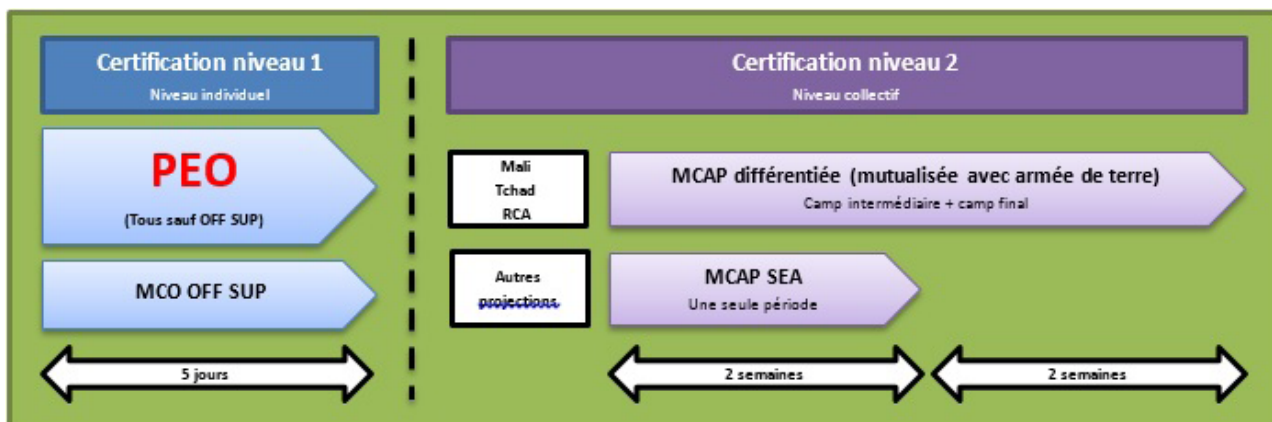 Certification niveau 1
Niveau individuel
PEO
(Tous sauf OFF SUP)
MCO OFF SUP
5 jours
Certification niveau 2
Niveau collectif
Mali
Tchad
RCA
MCAP différentiée (mutualisée avec armée de terre)
Camp intermédiaire + camp final
Autres
projections
MCAP SEA
Une seule période
2 semaines
2 semaines